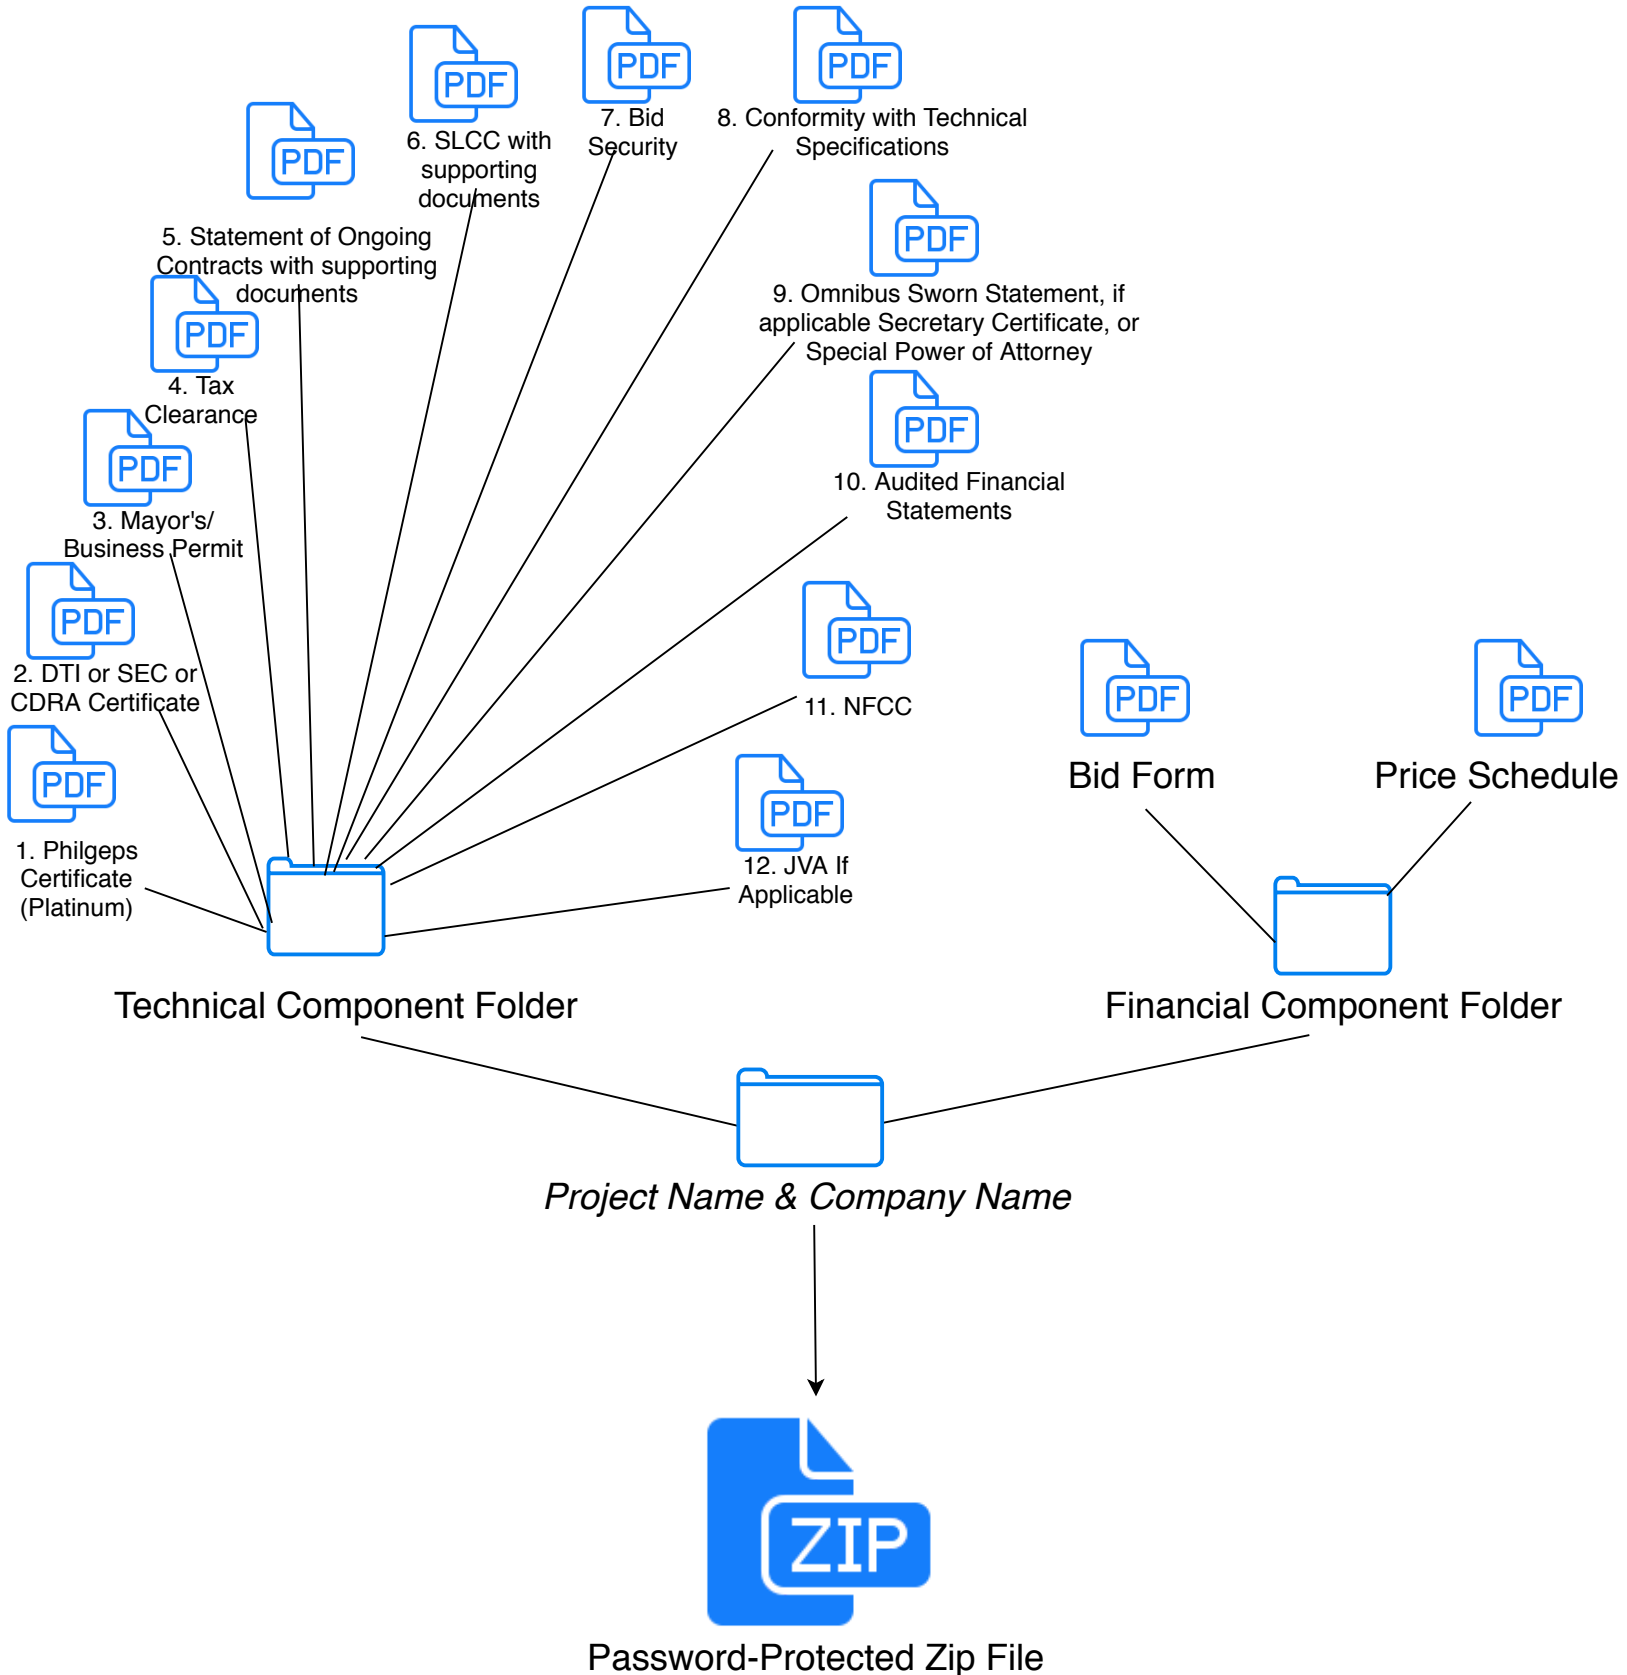 PDF
7. Bid
Security
PDF
8. Conformity with Technical
Specifications
PDF
6. SLCC with
supporting
documents
PDF
5. Statement of Ongoing
Contracts with supporting
documents
PDF
9. Omnibus Sworn Statement, if
applicable Secretary Certificate, or
Special Power of Attorney
PDF
4. Tax
Clearance
PDF
10. Audited Financial
Statements
PDF
3. Mayor's/
Business Permit
PDF
2. DTI or SEC or
CDRA Certificate
PDF
11. NFCC
PDF
Bid Form
PDF
Price Schedule
PDF
1. Philgeps
Certificate
(Platinum)
PDF
12. JVA If
Applicable
Technical Component Folder
Financial Component Folder
Project Name & Company Name
ZIP
Password-Protected Zip File